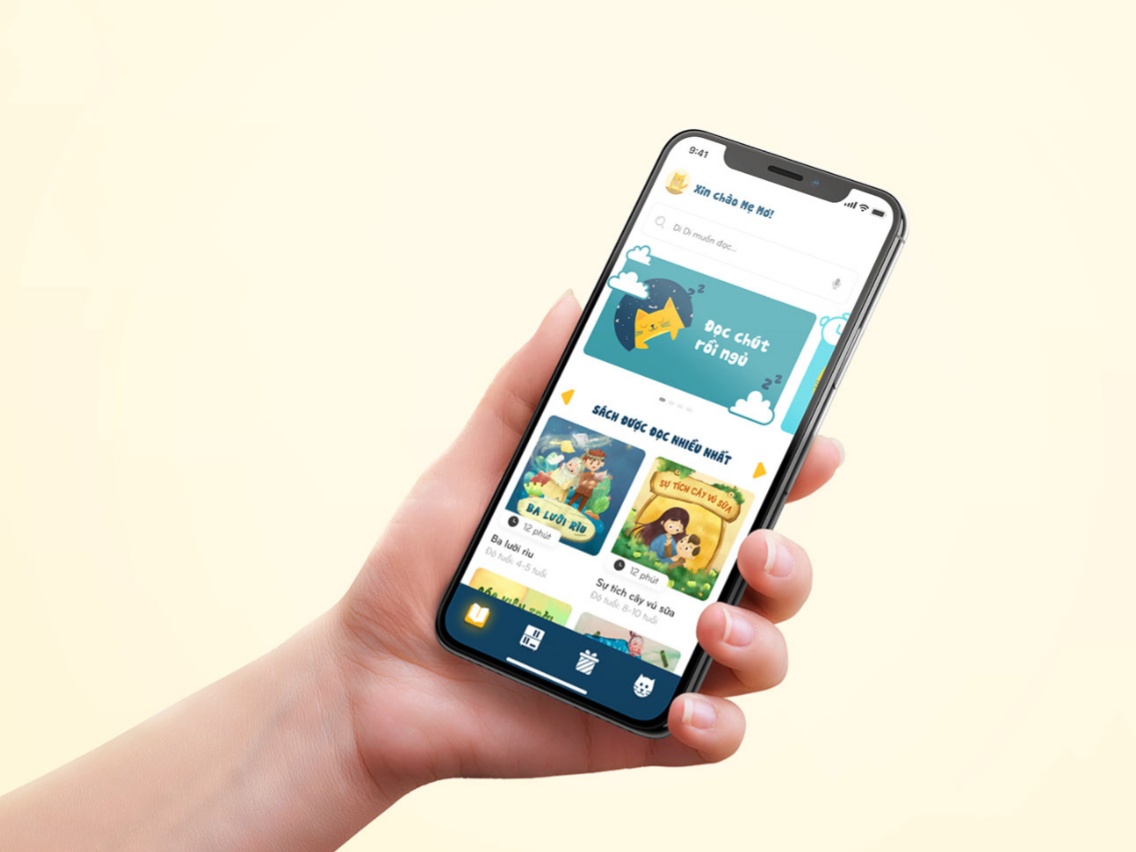 9:41
Xin chào Mẹ Mơ!
Di Di muốn đọc...
z z
Đọc chút
rồi ngủ
z z
SÁCH ĐƯỢC ĐỌC NHIỀU NHẤT
BA LƯỠI RÌU
12 phút
Ba lưỡi rìu
Độ tuổi: 4-5 tuổi
SỰ TÍCH CÂY VÚ SỮA
12 phút
Sự tích cây vú sữa
Độ tuổi: 8-10 tuổi